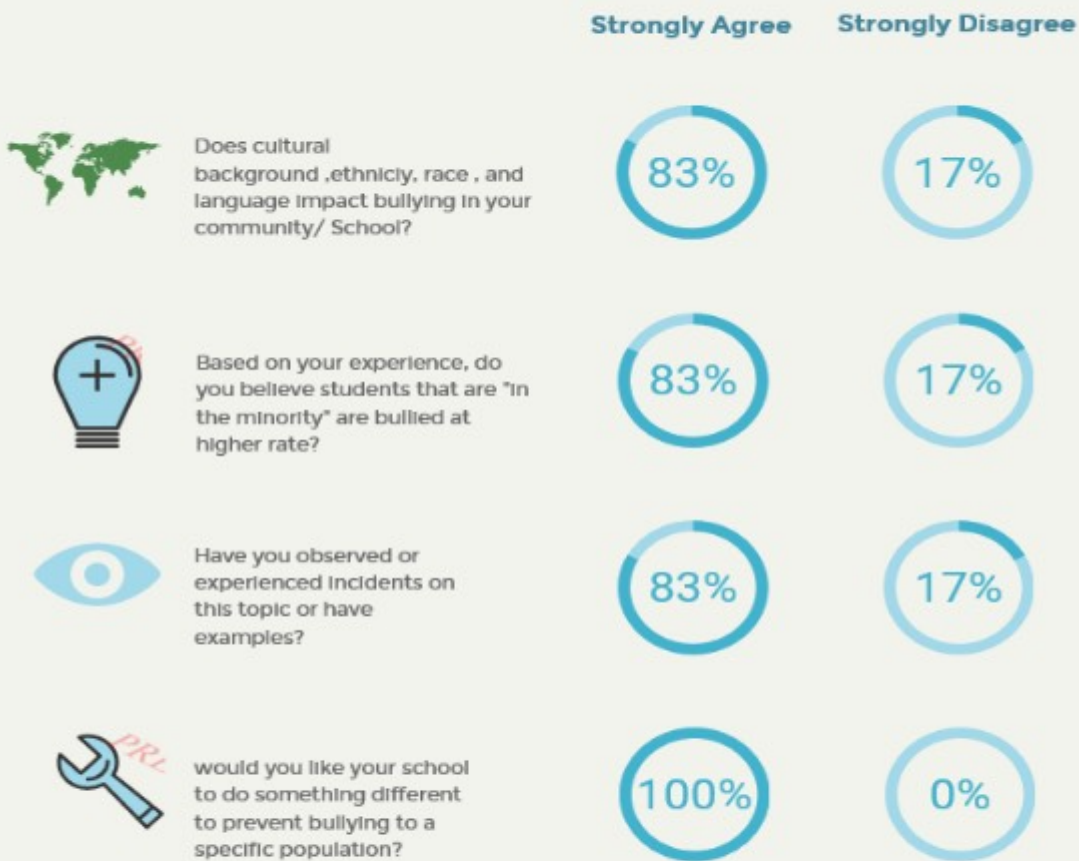 Strongly Agree Strongly Disagree
Does cultural
background ,ethnicly, race , and
language impact bullying in your
community/ School?
83% 17%
Based on your experience, do
you believe students that are "in
the minority" are bullied at
higher rate?
83% 17%
Have you observed or
experienced incidents on
this topic or have
examples?
83% 17%
PRE
would you like your school
to do something different
to prevent bullying to a
specific population?
100% 0%